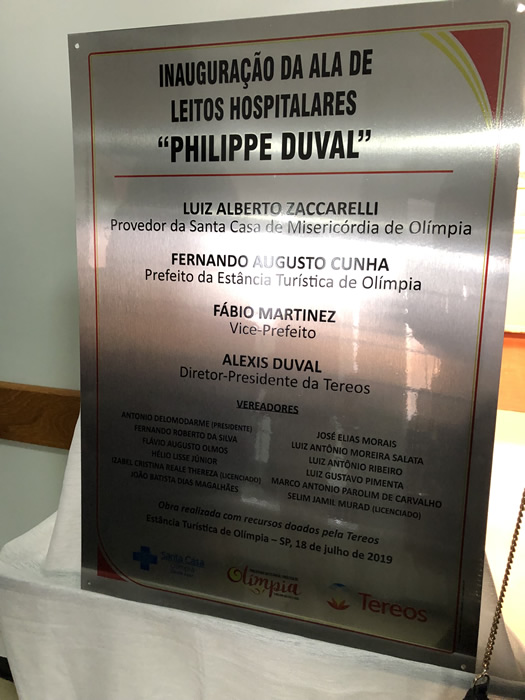 INAUGURAÇÃO DA ALA DE
LEITOS HOSPITALARES
“PHILIPPE DUVAL”
LUIZ ALBERTO ZACCARELLI
Provedor da Santa Casa de Misericórdia de Olímpia
FERNANDO AUGUSTO CUNHA
Prefeito da Estância Turística de Olímpia
FÁBIO MARTINEZ
Vice-Prefeito
ALEXIS DUVAL
Diretor-Presidente da Tereos
VEREADORES
ANTONIO DELOMODARME (PRESIDENTE)
FERNANDO ROBERTO DA SILVA
FLÁVIO AUGUSTO OLMOS
HÉLIO LISSE JÚNIOR
IZABEL CRISTINA REALE THEREZA (LICENCIADO)
JOÃO BATISTA DIAS MAGALHÃES
JOSÉ ELIAS MORAIS
LUIZ ANTÔNIO MOREIRA SALATA
LUIZ ANTÔNIO RIBEIRO
LUIZ GUSTAVO PIMENTA
MARCO ANTONIO PAROLIM DE CARVALHO
SELIM JAMIL MURAD (LICENCIADO)
Obra realizada com recursos doados pela Tereos
Estância Turística de Olímpia – SP, 18 de julho de 2019
Santa Casa
Olímpia
Tereos